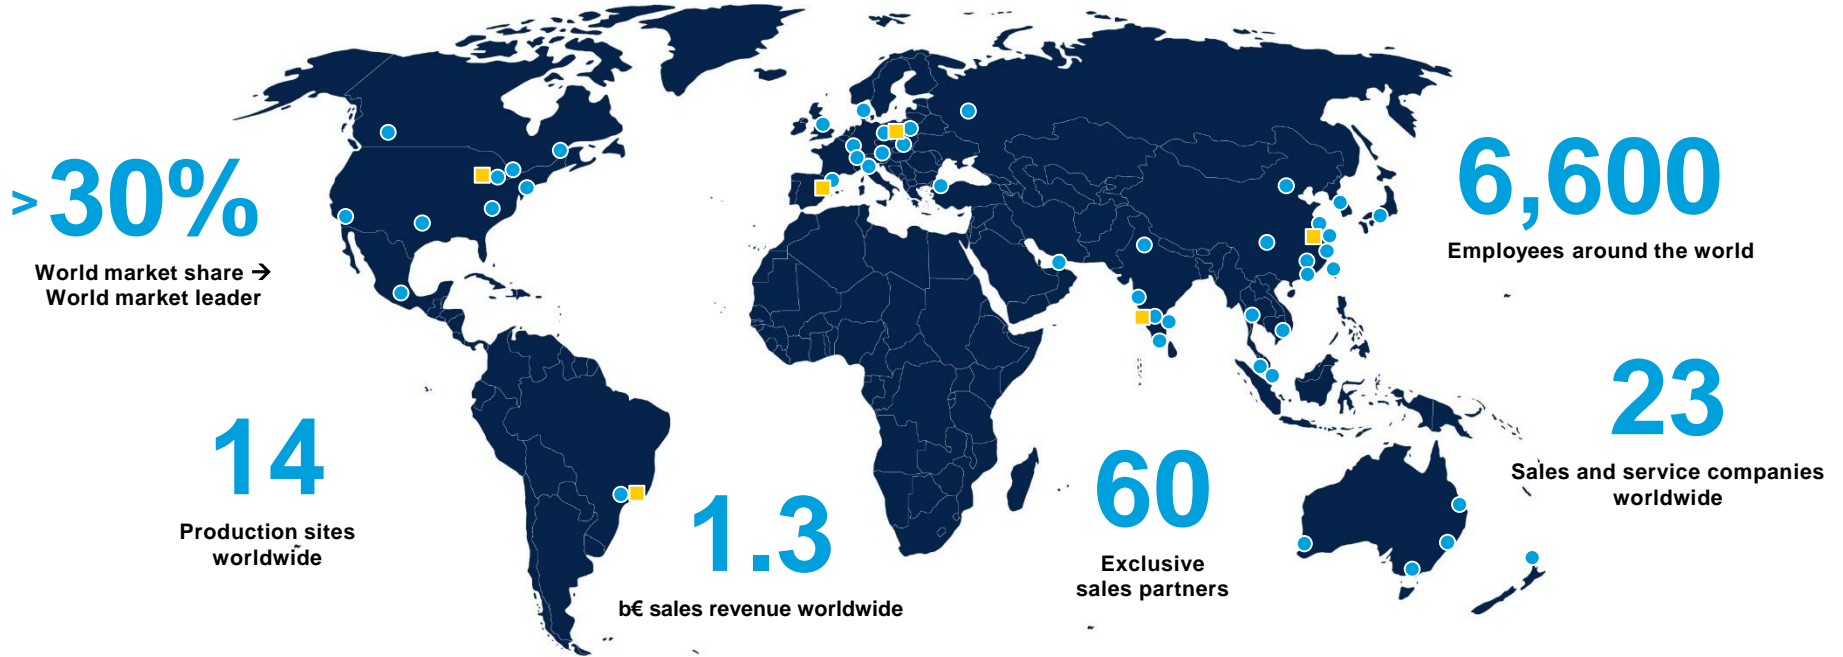 > 30%
World market share →
World market leader
14
Production sites
worldwide
1.3
b€ sales revenue worldwide
60
Exclusive
sales partners
6,600
Employees around the world
23
Sales and service companies
worldwide